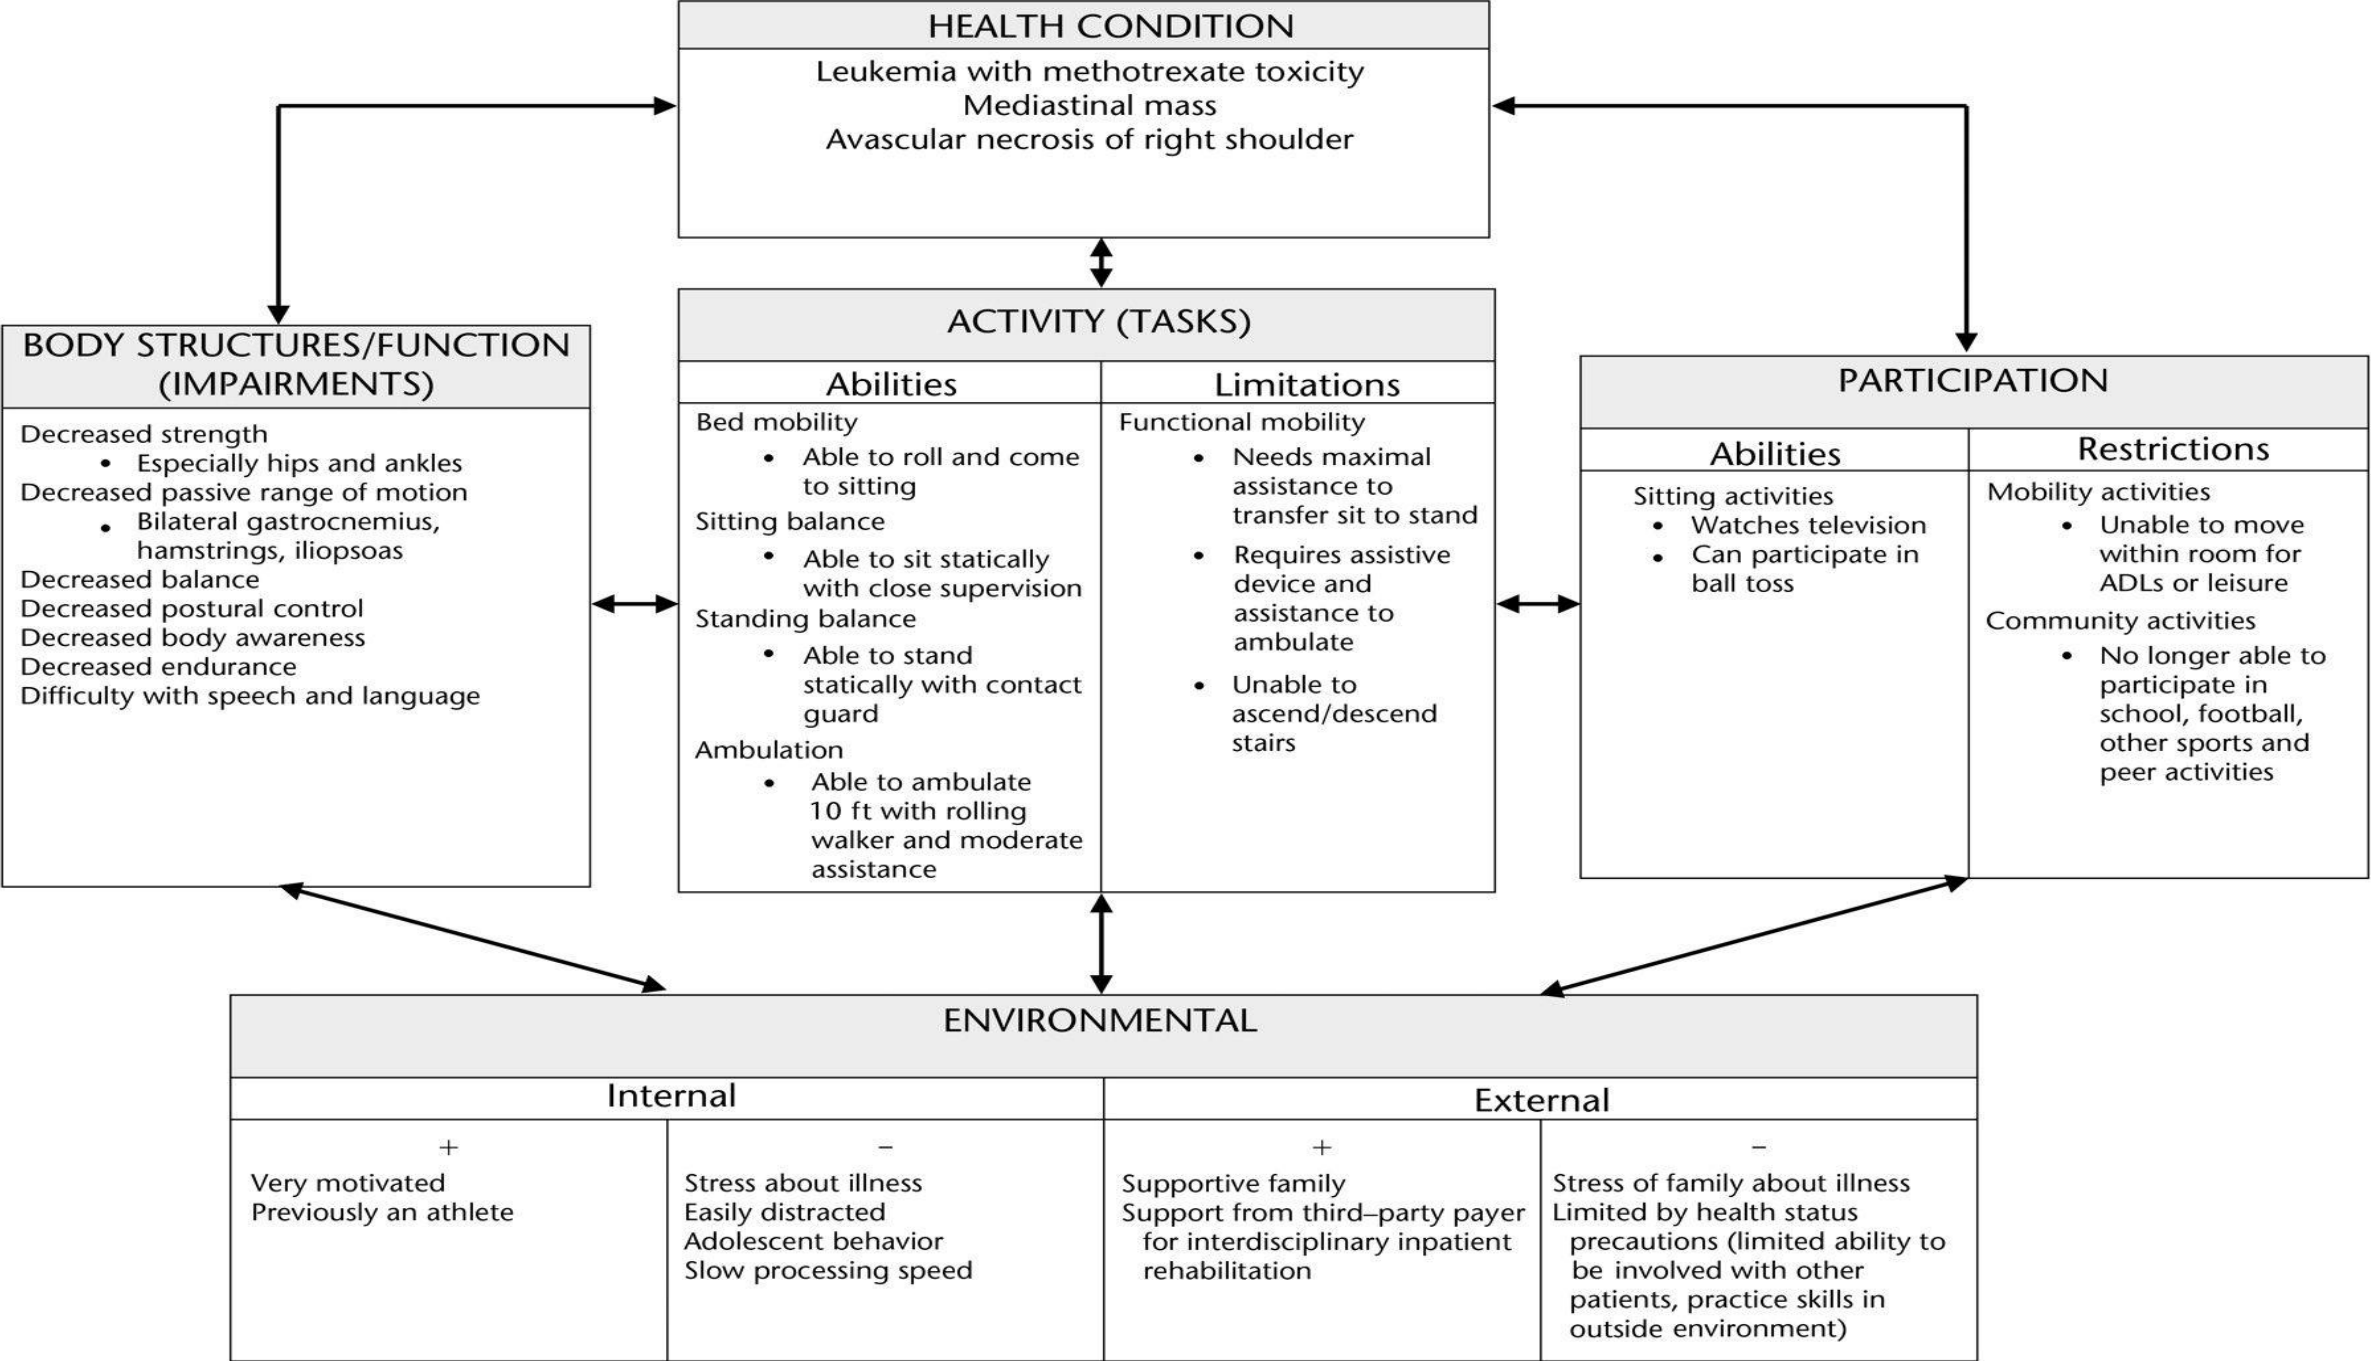 HEALTH CONDITION
Leukemia with methotrexate toxicity
Mediastinal mass
Avascular necrosis of right shoulder
BODY STRUCTURES/FUNCTION
(IMPAIRMENTS)
Decreased strength
• Especially hips and ankles
Decreased passive range of motion
• Bilateral gastrocnemius,
hamstrings, iliopsoas
Decreased balance
Decreased postural control
Decreased body awareness
Decreased endurance
Difficulty with speech and language
ACTIVITY (TASKS)
Abilities
Bed mobility
• Able to roll and come
to sitting
Sitting balance
• Able to sit statically
with close supervision
Standing balance
• Able to stand
statically with contact
guard
Ambulation
• Able to ambulate
10 ft with rolling
walker and moderate
assistance
Limitations
Functional mobility
• Needs maximal
assistance to
transfer sit to stand
• Requires assistive
device and
assistance to
ambulate
• Unable to
ascend/descend
stairs
PARTICIPATION
Abilities
Sitting activities
• Watches television
• Can participate in
ball toss
Restrictions
Mobility activities
• Unable to move
within room for
ADLs or leisure
Community activities
• No longer able to
participate in
school, football,
other sports and
peer activities
ENVIRONMENTAL
Internal
+
Very motivated
Previously an athlete
–
Stress about illness
Easily distracted
Adolescent behavior
Slow processing speed
External
+
Supportive family
Support from third–party payer
for interdisciplinary inpatient
rehabilitation
–
Stress of family about illness
Limited by health status
precautions (limited ability to
be involved with other
patients, practice skills in
outside environment)